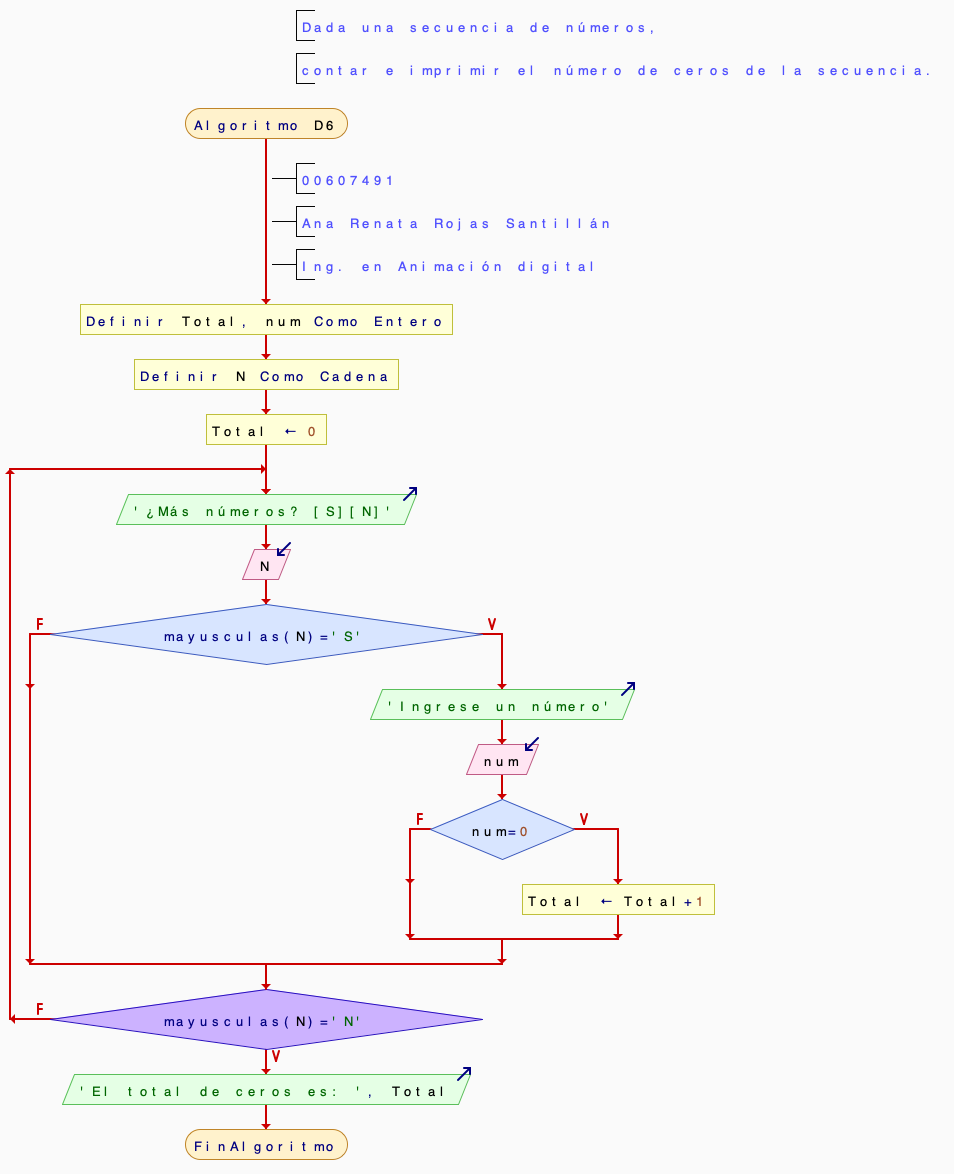 Dada una secuencia de números,
contar e imprimir el número de ceros de la secuencia.
Algoritmo D6
00607491
Ana Renata Rojas Santillán
Ing. en Animación digital
Definir Total, num Como Entero
Definir N Como Cadena
Total ← 0
'¿Más números? [S][N]'
N
F
mayusculas(N)='S'
V
'Ingrese un número'
num
F
num=0
V
Total ← Total+1
F
mayusculas(N)='N'
V
'El total de ceros es: ', Total
FinAlgoritmo